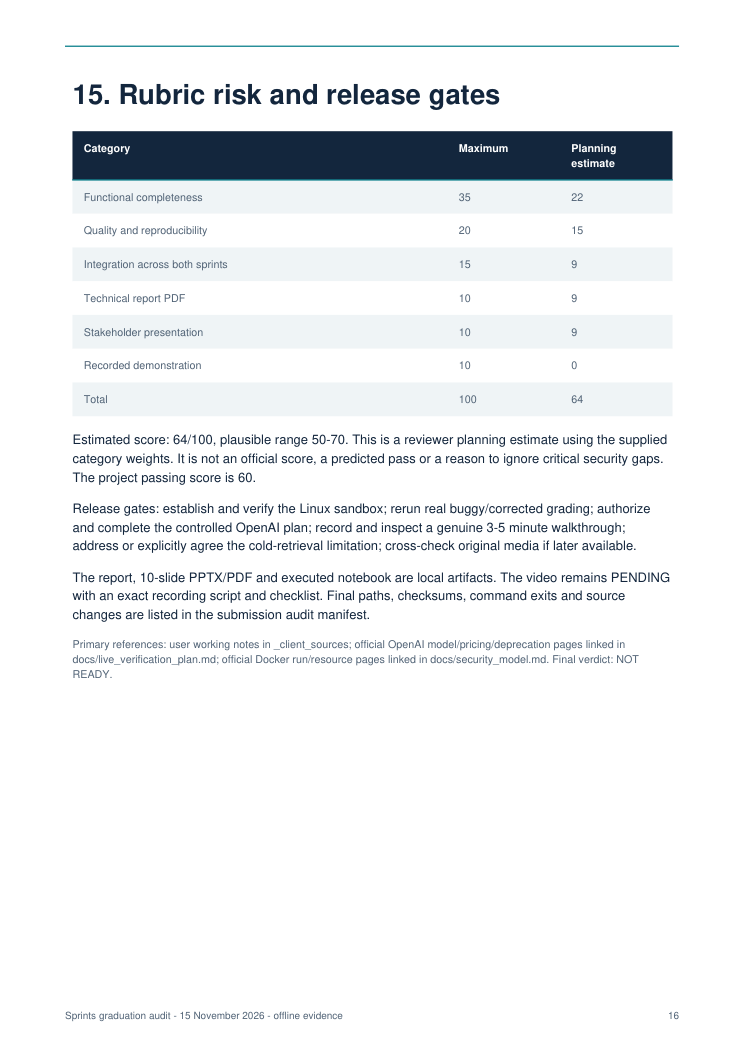 15. Rubric risk and release gates
Category Maximum Planning estimate
Functional completeness 35 22
Quality and reproducibility 20 15
Integration across both sprints 15 9
Technical report PDF 10 9
Stakeholder presentation 10 9
Recorded demonstration 10 0
Total 100 64
Estimated score: 64/100, plausible range 50-70. This is a reviewer planning estimate using the supplied
category weights. It is not an official score, a predicted pass or a reason to ignore critical security gaps.
The project passing score is 60.
Release gates: establish and verify the Linux sandbox; rerun real buggy/corrected grading; authorize
and complete the controlled OpenAI plan; record and inspect a genuine 3-5 minute walkthrough;
address or explicitly agree the cold-retrieval limitation; cross-check original media if later available.
The report, 10-slide PPTX/PDF and executed notebook are local artifacts. The video remains PENDING
with an exact recording script and checklist. Final paths, checksums, command exits and source
changes are listed in the submission audit manifest.
Primary references: user working notes in _client_sources; official OpenAI model/pricing/deprecation pages linked in
docs/live_verification_plan.md; official Docker run/resource pages linked in docs/security_model.md. Final verdict: NOT
READY.
Sprints graduation audit - 15 November 2026 - offline evidence 16